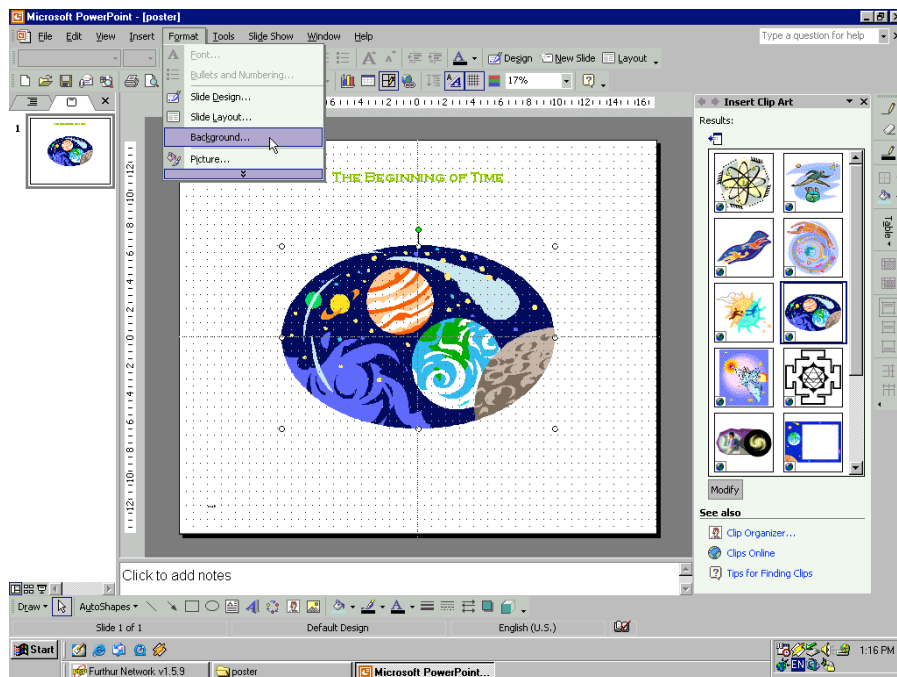 Microsoft PowerPoint - [poster]
File Edit View Insert Format Tools Slide Show Window Help Type a question for help
Font...
Bullets and Numbering...
Slide Design...
Slide Layout...
Background...
Picture...
Design New Slide Layout
17%
Insert Clip Art
Results:
1
THE BEGINNING OF TIME
Table
Modify
See also
Clip Organizer...
Clips Online
Tips for Finding Clips
Click to add notes
Draw AutoShapes
Slide 1 of 1 Default Design English (U.S.)
Start EN 1:16 PM
Furthur Network v1.5.9 poster Microsoft PowerPoint...